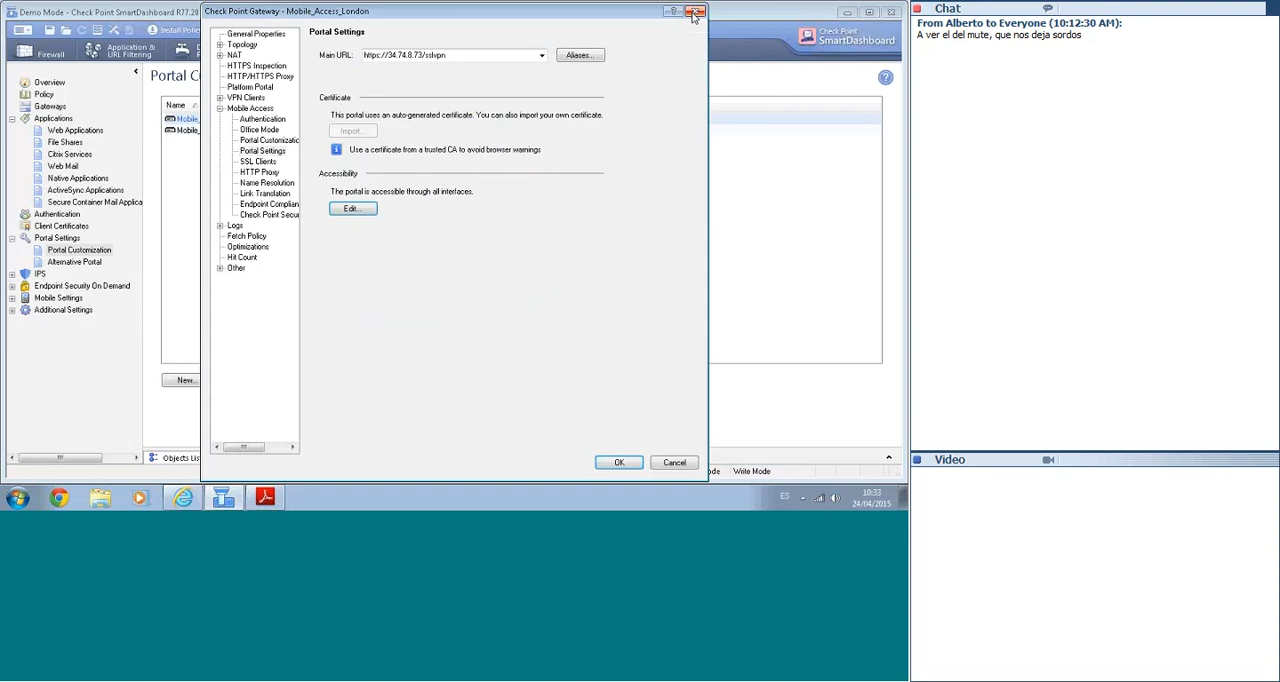 Demo Mode - Check Point SmartDashboard R77.20
Install Policy
Firewall
Application &
URL Filtering
Check Point
SmartDashboard
Overview
Policy
Gateways
Applications
Web Applications
File Shares
Citrix Services
Web Mail
Native Applications
ActiveSync Applications
Secure Container Mail Applica
Authentication
Client Certificates
Portal Settings
Portal Customization
Alternative Portal
IPS
Endpoint Security On Demand
Mobile Settings
Additional Settings
Portal C
Name
Mobile_
Mobile_
New...
Objects Lis
Check Point Gateway - Mobile_Access_London
General Properties
Topology
NAT
HTTPS Inspection
HTTP/HTTPS Proxy
Platform Portal
VPN Clients
Mobile Access
Authentication
Office Mode
Portal Customizatic
Portal Settings
SSL Clients
HTTP Proxy
Name Resolution
Link Translation
Endpoint Complian
Check Point Secu
Logs
Fetch Policy
Optimizations
Hit Count
Other
Portal Settings
Main URL:
https://34.74.8.73/sslvpn
Aliases...
Certificate
This portal uses an auto-generated certificate. You can also import your own certificate.
Import...
Use a certificate from a trusted CA to avoid browser warnings
Accessibility
The portal is accessible through all interfaces.
Edit...
OK
Cancel
ode
Write Mode
ES
10:33
24/04/2015
Chat
From Alberto to Everyone (10:12:30 AM):
A ver el del mute, que nos deja sordos
Video